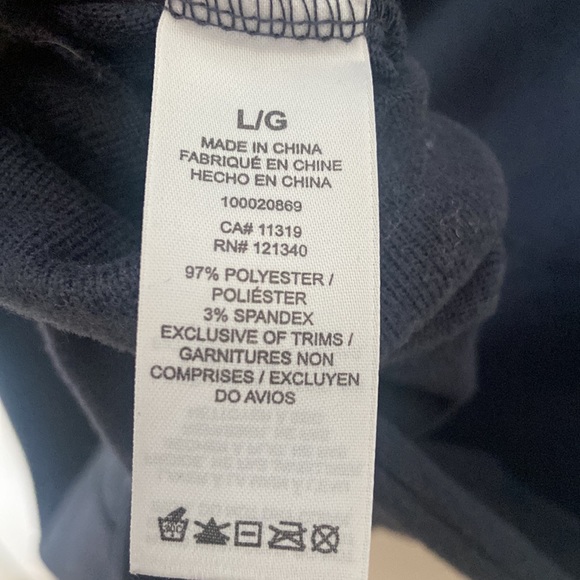 L/G
MADE IN CHINA
FABRIQUÉ EN CHINE
HECHO EN CHINA
100020869
CA# 11319
RN# 121340
97% POLYESTER /
POLIÉSTER
3% SPANDEX
EXCLUSIVE OF TRIMS /
GARNITURES NON
COMPRISES / EXCLUYEN
DO AVIOS